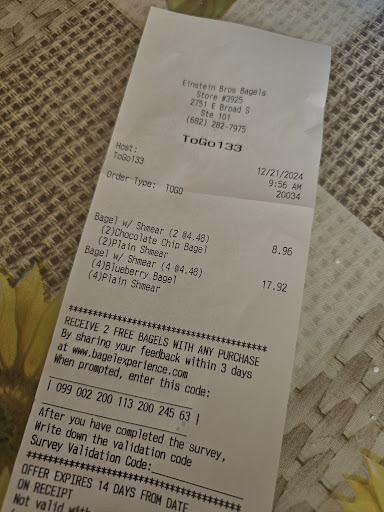 Einstein Bros Bagels
Store #3925
2751 E Broad S
Ste 101
(682) 282-7975
ToGo133
Host: 12/21/2024
ToGo133 9:56 AM
20034
Order Type: TOGO
Bagel w/ Shmear (2 @4.48) 8.96
(2)Chocolate Chip Bagel
(2)Plain Shmear
Bagel w/ Shmear (4 @4.48) 17.92
(4)Blueberry Bagel
(4)Plain Shmear
************************************
RECEIVE 2 FREE BAGELS WITH ANY PURCHASE
By sharing your feedback within 3 days
at www.bagelexperience.com
When prompted, enter this code:
| 099 002 200 113 200 245 63 |
After you have completed the survey,
Write down the validation code
Survey Validation Code:
************************************
OFFER EXPIRES 14 DAYS FROM DATE
ON RECEIPT
Not valid